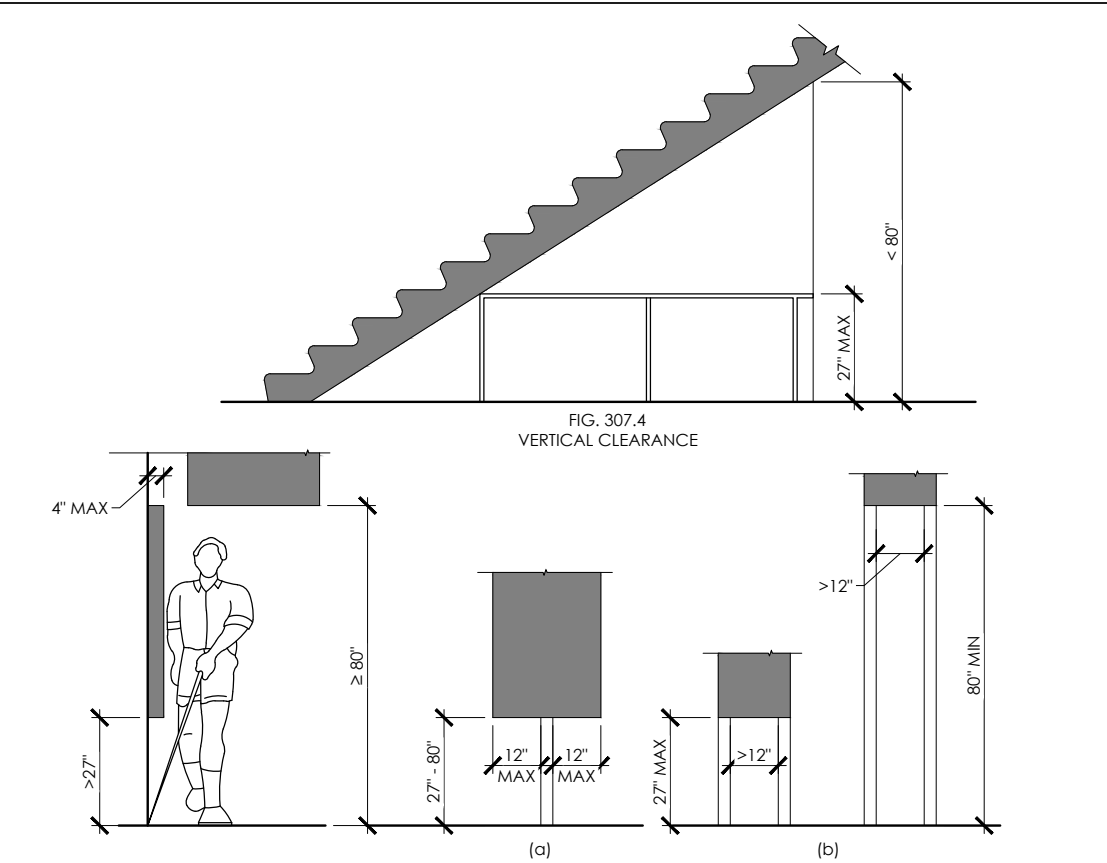 < 80"
27" MAX
FIG. 307.4
VERTICAL CLEARANCE
4" MAX
>27"
≥ 80"
27" - 80"
12"
MAX
12"
MAX
(a)
27" MAX
>12"
>12"
80" MIN
(b)